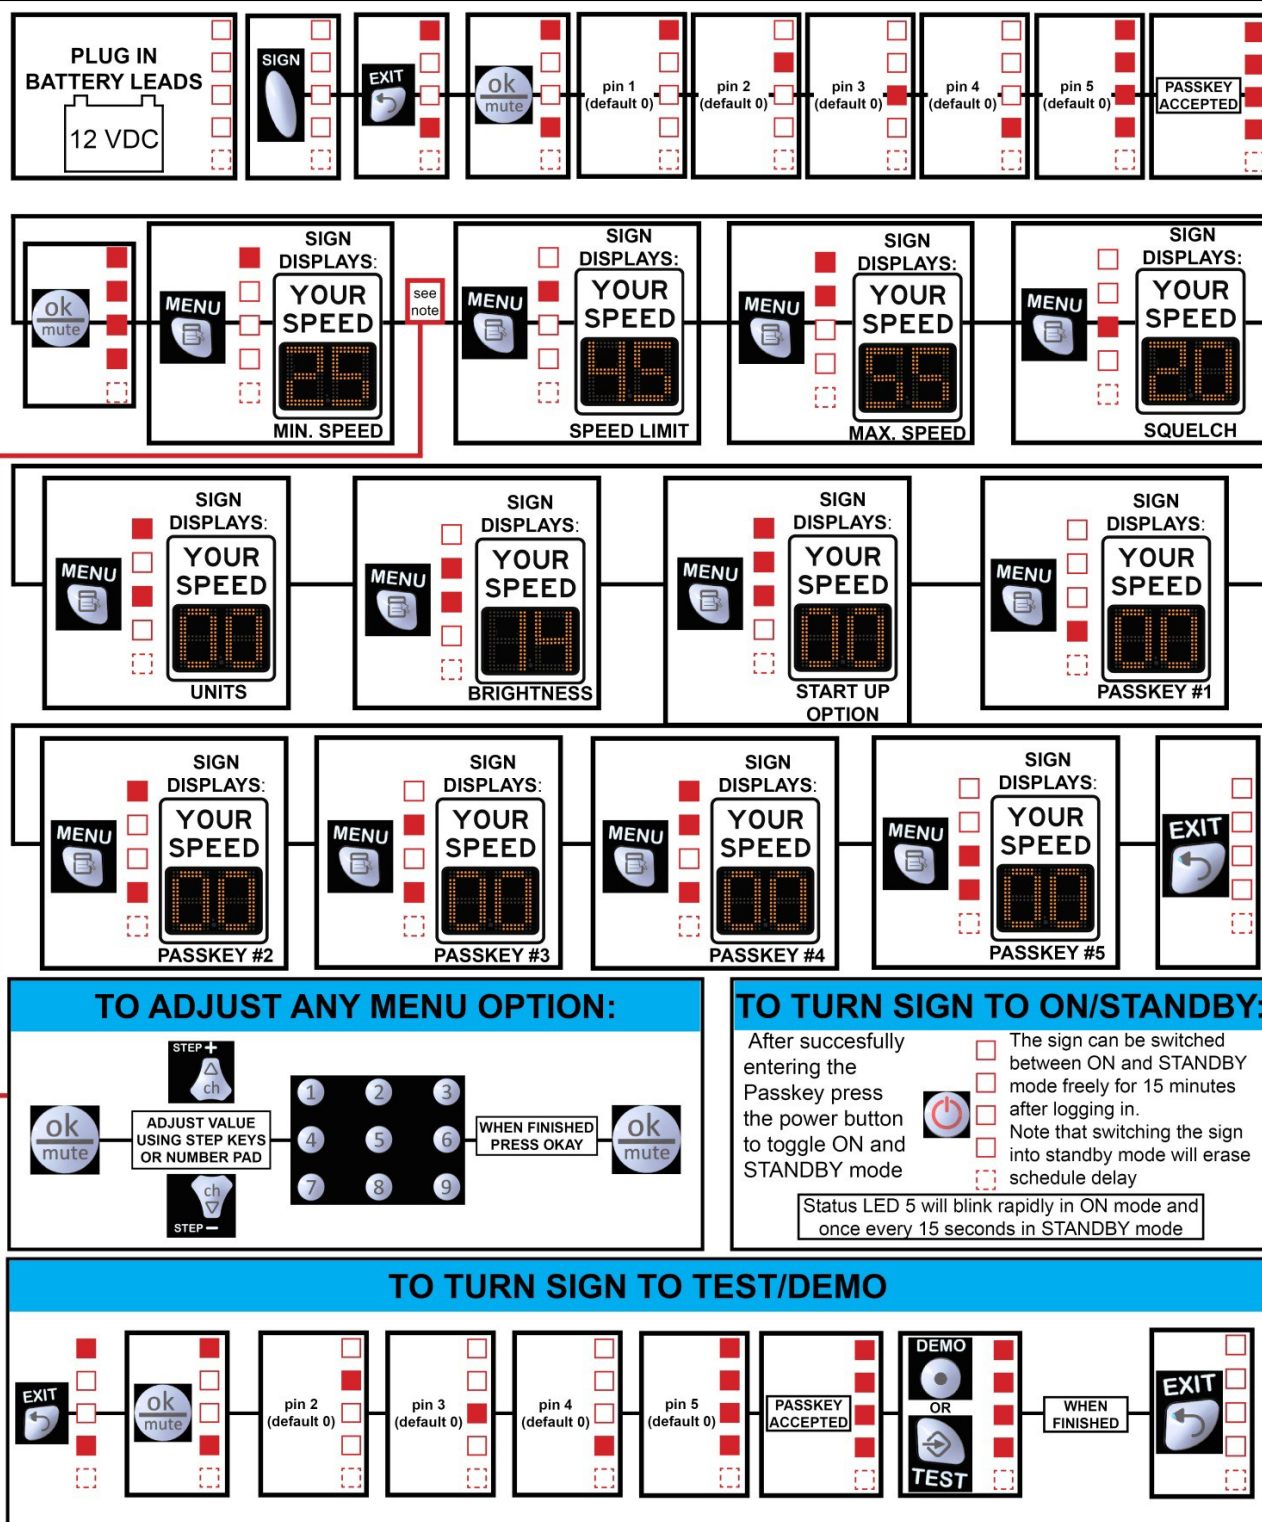 PLUG IN
BATTERY LEADS
12 VDC
SIGN
EXIT
ok
mute
pin 1
(default 0)
pin 2
(default 0)
pin 3
(default 0)
pin 4
(default 0)
pin 5
(default 0)
PASSKEY
ACCEPTED
ok
mute
MENU
SIGN
DISPLAYS:
YOUR
SPEED
25
MIN. SPEED
see
note
MENU
SIGN
DISPLAYS:
YOUR
SPEED
45
SPEED LIMIT
MENU
SIGN
DISPLAYS:
YOUR
SPEED
55
MAX. SPEED
MENU
SIGN
DISPLAYS:
YOUR
SPEED
20
SQUELCH
MENU
SIGN
DISPLAYS:
YOUR
SPEED
00
UNITS
MENU
SIGN
DISPLAYS:
YOUR
SPEED
14
BRIGHTNESS
MENU
SIGN
DISPLAYS:
YOUR
SPEED
00
START UP
OPTION
MENU
SIGN
DISPLAYS:
YOUR
SPEED
00
PASSKEY #1
MENU
SIGN
DISPLAYS:
YOUR
SPEED
00
PASSKEY #2
MENU
SIGN
DISPLAYS:
YOUR
SPEED
00
PASSKEY #3
MENU
SIGN
DISPLAYS:
YOUR
SPEED
00
PASSKEY #4
MENU
SIGN
DISPLAYS:
YOUR
SPEED
00
PASSKEY #5
EXIT
TO ADJUST ANY MENU OPTION:
ok
mute
STEP +
ch
ADJUST VALUE
USING STEP KEYS
OR NUMBER PAD
ch
STEP –
1 2 3
4 5 6
7 8 9
WHEN FINISHED
PRESS OKAY
ok
mute
TO TURN SIGN TO ON/STANDBY:
After succesfully
entering the
Passkey press
the power button
to toggle ON and
STANDBY mode
The sign can be switched
between ON and STANDBY
mode freely for 15 minutes
after logging in.
Note that switching the sign
into standby mode will erase
schedule delay
Status LED 5 will blink rapidly in ON mode and
once every 15 seconds in STANDBY mode
TO TURN SIGN TO TEST/DEMO
EXIT
ok
mute
pin 2
(default 0)
pin 3
(default 0)
pin 4
(default 0)
pin 5
(default 0)
PASSKEY
ACCEPTED
DEMO
OR
TEST
WHEN
FINISHED
EXIT